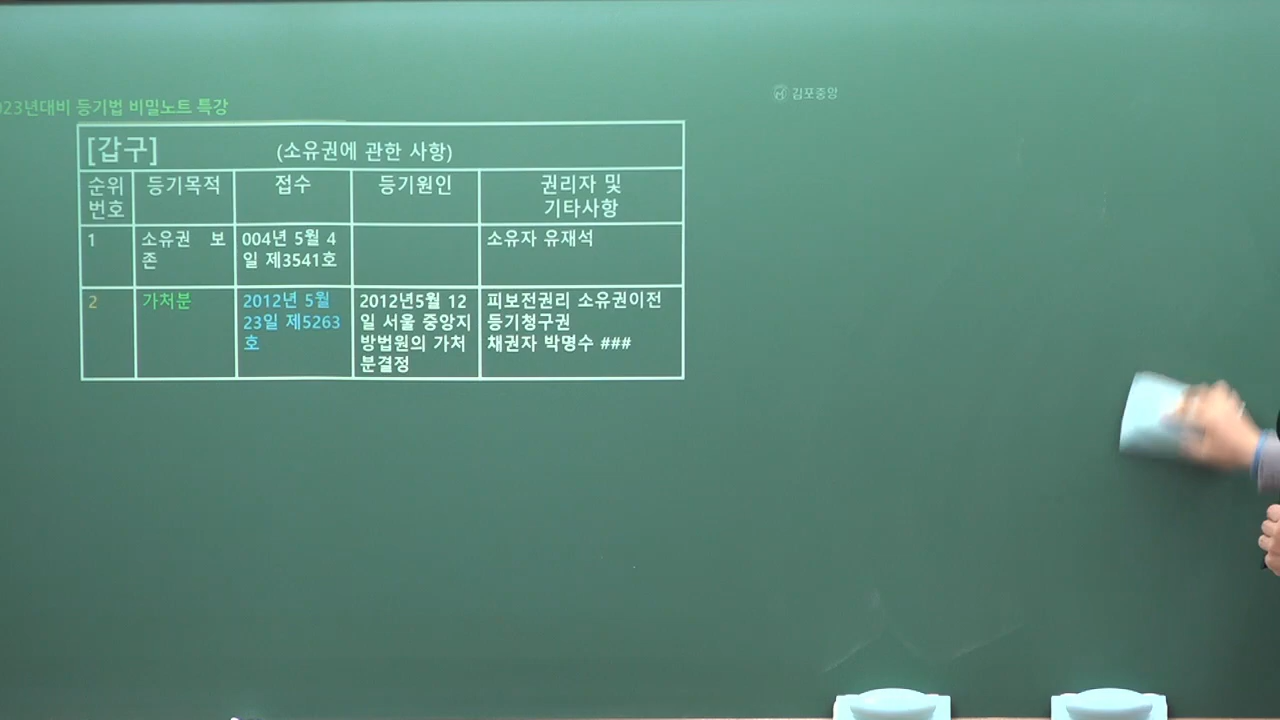 023년대비 등기법 비밀노트 특강
김포중앙
[갑구] (소유권에 관한 사항)
순위 번호 등기목적 접수 등기원인 권리자 및 기타사항
1 소유권 보존 004년 5월 4일 제3541호 소유자 유재석
2 가처분 2012년 5월 23일 제5263호 2012년5월 12일 서울 중앙지방법원의 가처분결정 피보전권리 소유권이전등기청구권 채권자 박명수 ###